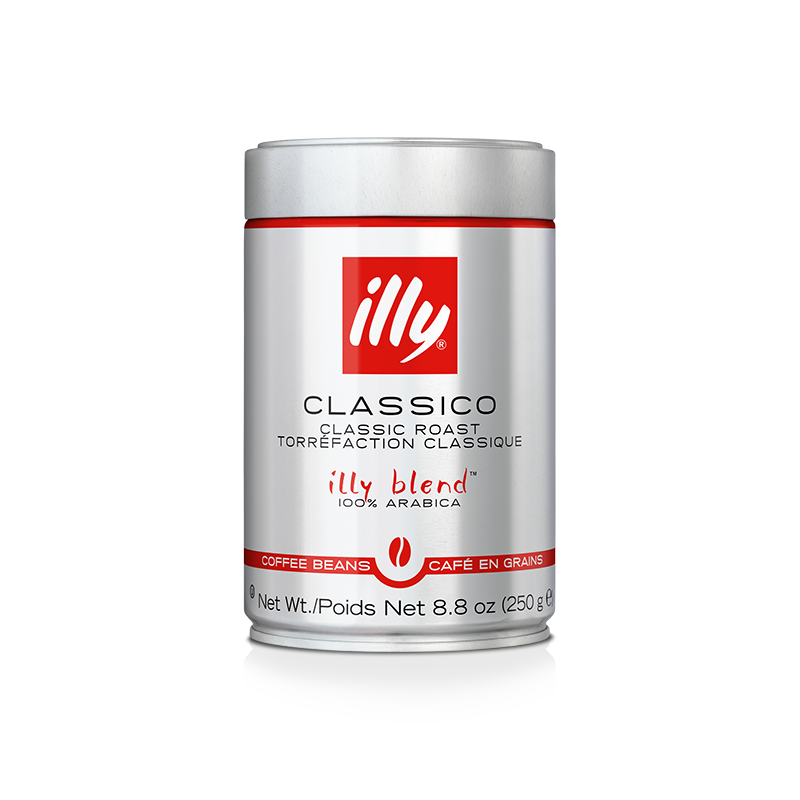 illy®
CLASSICO
CLASSIC ROAST
TORRÉFACTION CLASSIQUE
illy blend™
100% ARABICA
COFFEE BEANS CAFÉ EN GRAINS
Net Wt./Poids Net 8.8 oz (250 g ℮)